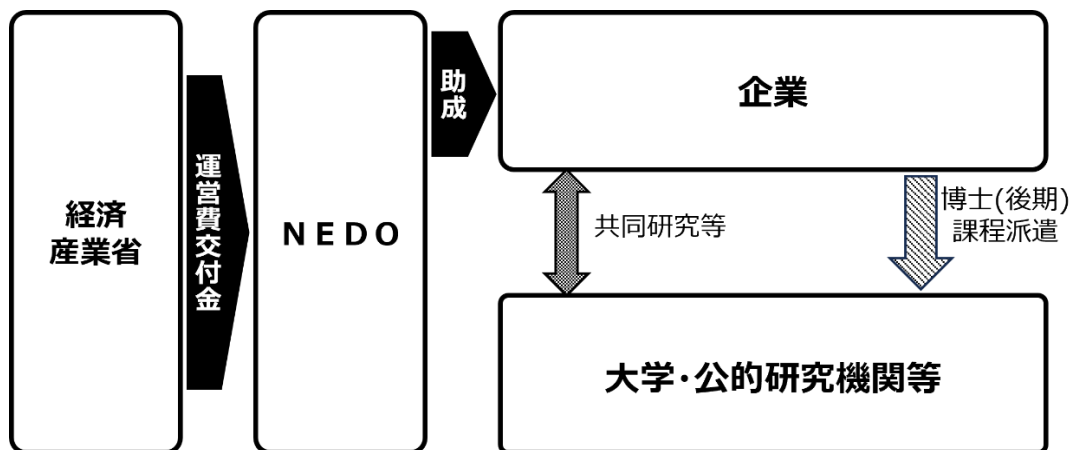 経済
産業省
運営費交付金
NEDO
助成
企業
共同研究等
博士(後期)
課程派遣
大学・公的研究機関等